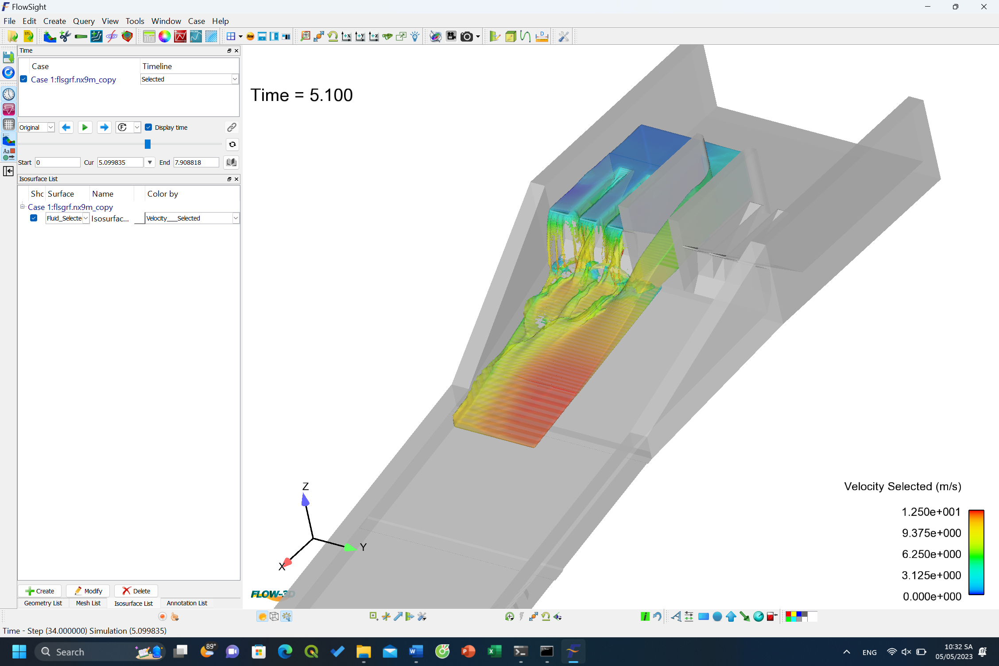 FlowSight
File Edit Create Query View Tools Window Case Help
Time
Case Timeline
Case 1:flsgrf.nx9m_copy Selected
Original Display time
Start 0 Cur 5.099835 End 7.908818
Isosurface List
Shc Surface Name Color by
Case 1:flsgrf.nx9m_copy
Fluid_Selecte Isosurfac... Velocity___Selected
Time = 5.100
Z
Y
X
FLOW-3D
Velocity Selected (m/s)
1.250e+001
9.375e+000
6.250e+000
3.125e+000
0.000e+000
Create Modify Delete
Geometry List Mesh List Isosurface List Annotation List
Time - Step (34.000000) Simulation (5.099835)
Search
89°
ENG
10:32 SA
05/05/2023